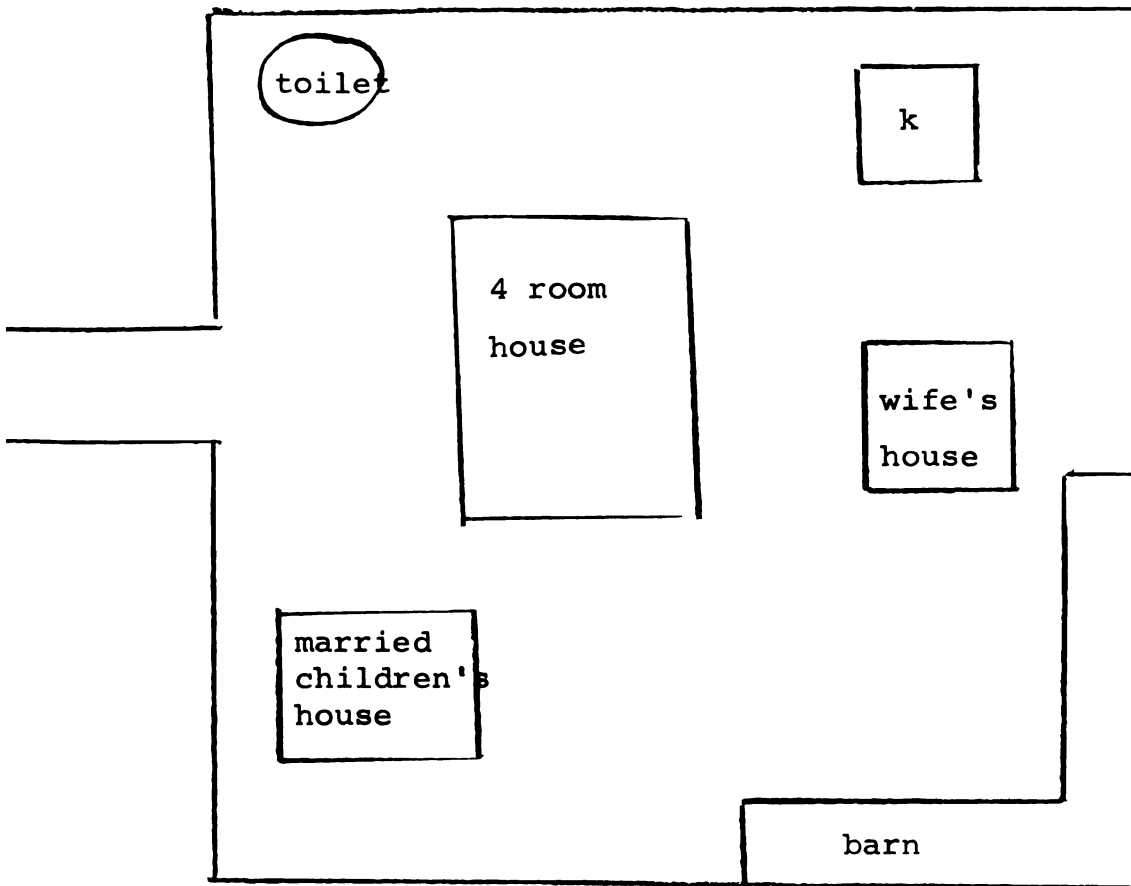 toilet
k
4 room
house
wife's
house
married
children's
house
barn